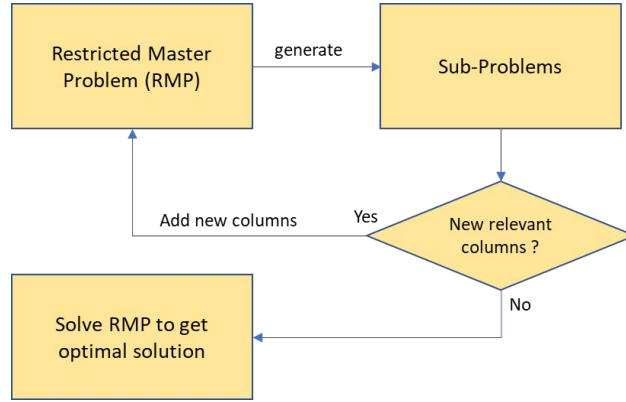 Restricted Master
Problem (RMP)
generate
Sub-Problems
Add new columns
Yes
New relevant
columns ?
No
Solve RMP to get
optimal solution